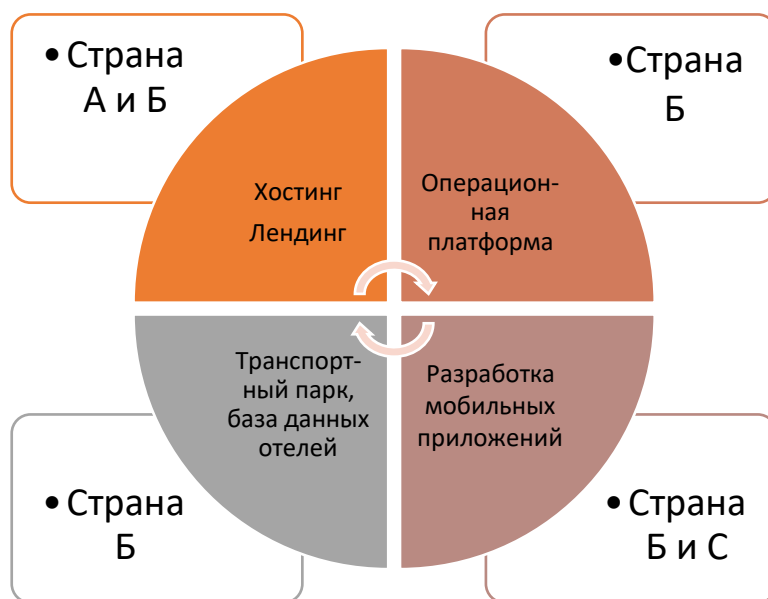 • Страна
А и Б
• Страна
Б
Хостинг
Лендинг
Операцион-
ная
платформа
Транспорт-
ный парк,
база данных
отелей
Разработка
мобильных
приложений
• Страна
Б
• Страна
Б и С